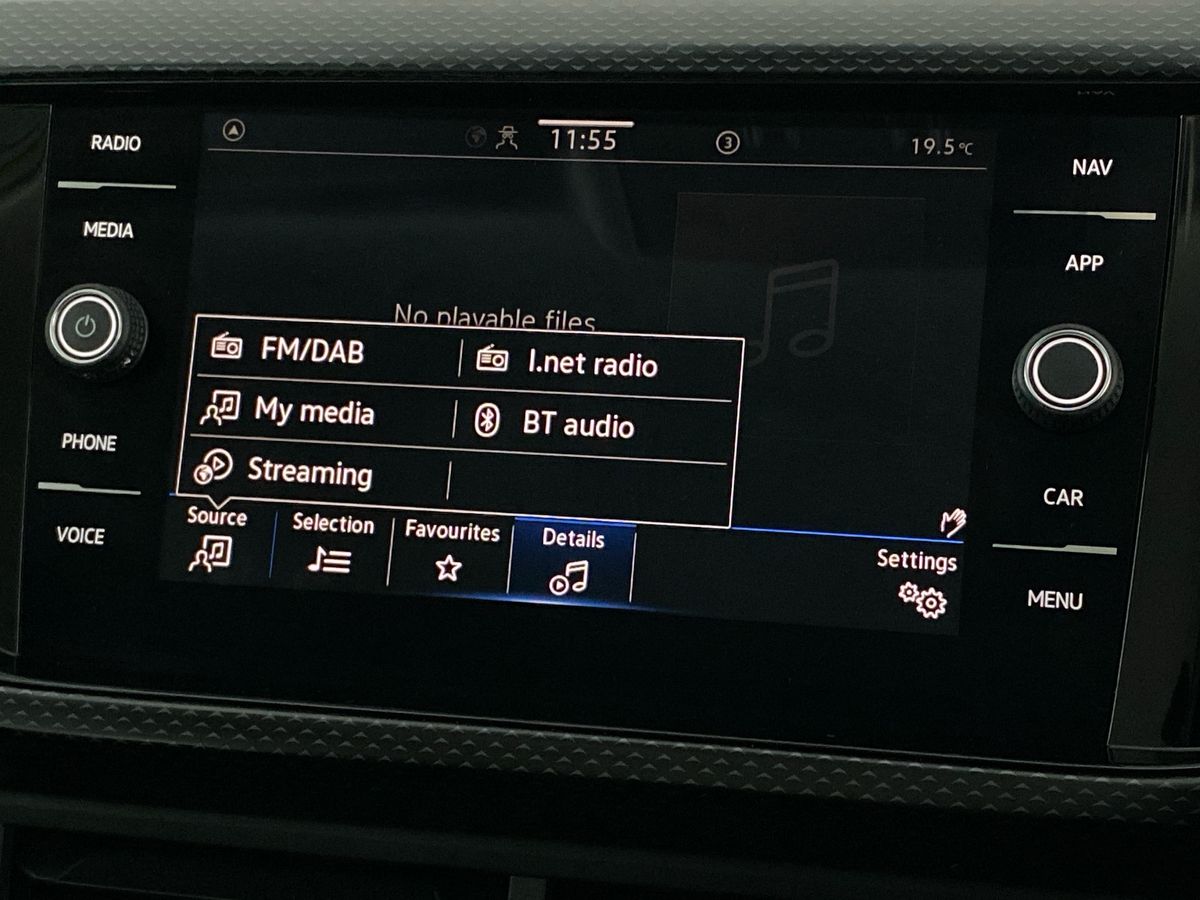 RADIO
MEDIA
PHONE
VOICE
11:55
3
19.5°C
No playable files
FM/DAB
I.net radio
My media
BT audio
Streaming
Source
Selection
Favourites
Details
Settings
NAV
APP
CAR
MENU